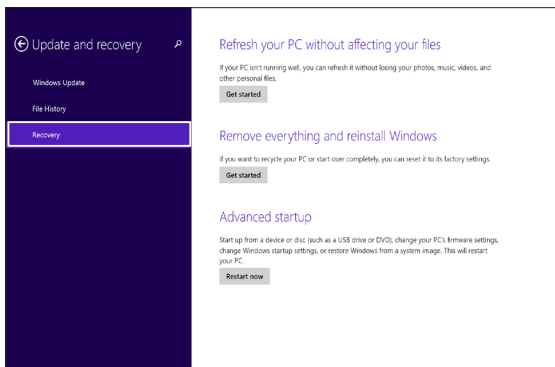 Update and recovery
Windows Update
File History
Recovery
Refresh your PC without affecting your files
If your PC isn't running well, you can refresh it without losing your photos, music, videos, and
other personal files.
Get started
Remove everything and reinstall Windows
If you want to recycle your PC or start over completely, you can reset it to its factory settings.
Get started
Advanced startup
Start up from a device or disc (such as a USB drive or DVD), change your PC's firmware settings,
change Windows startup settings, or restore Windows from a system image. This will restart
your PC.
Restart now